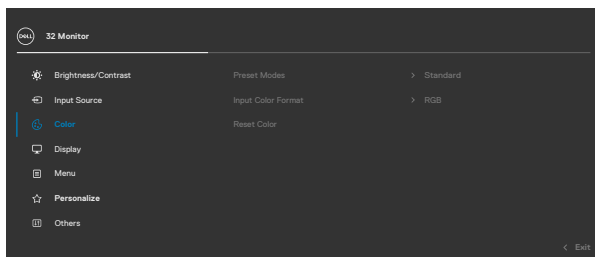 DELL 32 Monitor
Brightness/Contrast Preset Modes > Standard
Input Source Input Color Format > RGB
Color Reset Color
Display
Menu
Personalize
Others
< Exit